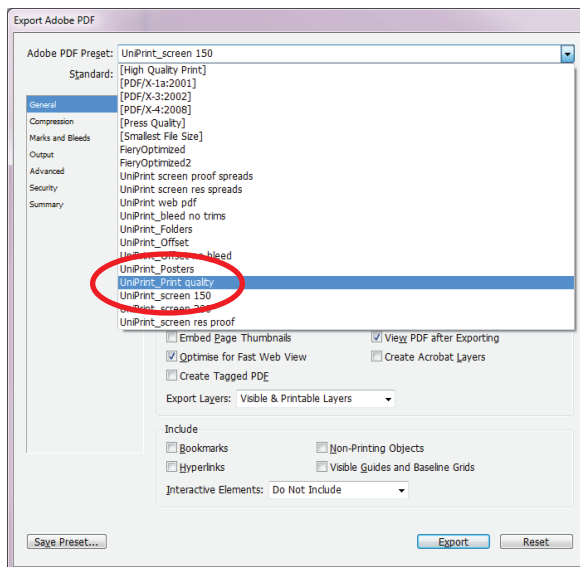 Export Adobe PDF
Adobe PDF Preset: UniPrint_screen 150
Standard:
[High Quality Print]
[PDF/X-1a:2001]
[PDF/X-3:2002]
[PDF/X-4:2008]
[Press Quality]
[Smallest File Size]
FieryOptimized
FieryOptimized2
UniPrint screen proof spreads
UniPrint screen res spreads
UniPrint web pdf
UniPrint_bleed no trims
UniPrint_Folders
UniPrint_Offset
UniPrint_Offset no bleed
UniPrint_Posters
UniPrint_Print quality
UniPrint_screen 150
UniPrint_screen 200
UniPrint_screen res proof
General
Compression
Marks and Bleeds
Output
Advanced
Security
Summary
Embed Page Thumbnails View PDF after Exporting
Optimise for Fast Web View Create Acrobat Layers
Create Tagged PDF
Export Layers: Visible & Printable Layers
Include
Bookmarks Non-Printing Objects
Hyperlinks Visible Guides and Baseline Grids
Interactive Elements: Do Not Include
Save Preset... Export Reset